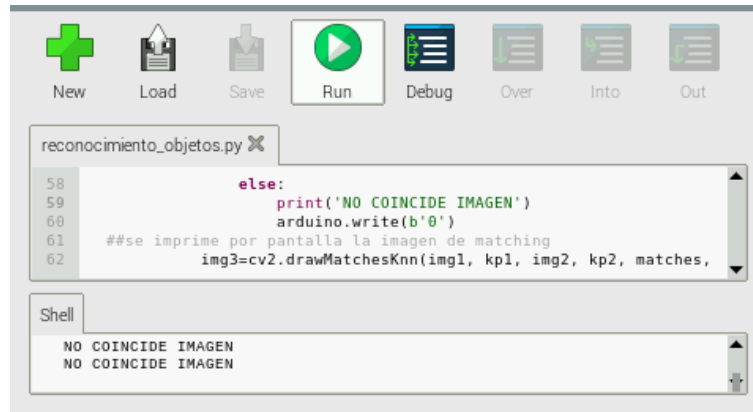 New Load Save Run Debug Over Into Out
reconocimiento_objetos.py
58 else:
59 print('NO COINCIDE IMAGEN')
60 arduino.write(b'0')
61 ##se imprime por pantalla la imagen de matching
62 img3=cv2.drawMatchesKnn(img1, kp1, img2, kp2, matches,
Shell
NO COINCIDE IMAGEN
NO COINCIDE IMAGEN